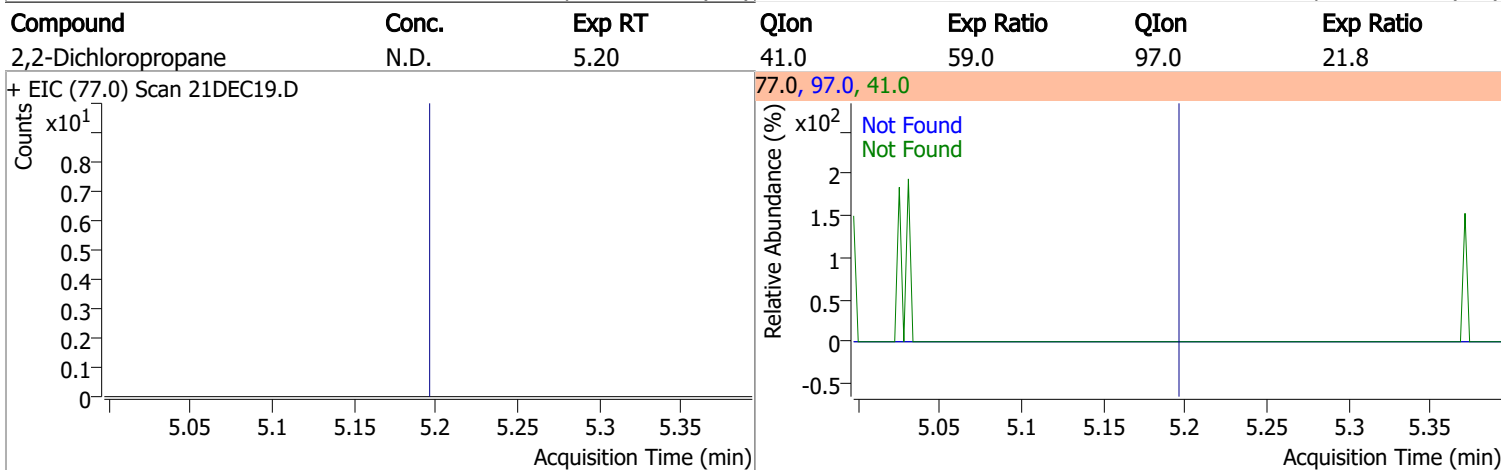 Compound Conc. Exp RT QIon Exp Ratio QIon Exp Ratio
2,2-Dichloropropane N.D. 5.20 41.0 59.0 97.0 21.8
+ EIC (77.0) Scan 21DEC19.D
Counts
x10¹
0.8
0.7
0.6
0.5
0.4
0.3
0.2
0.1
0
5.05 5.1 5.15 5.2 5.25 5.3 5.35
Acquisition Time (min)
77.0, 97.0, 41.0
Relative Abundance (%)
x10²
Not Found
Not Found
2
1.5
1
0.5
0
-0.5
5.05 5.1 5.15 5.2 5.25 5.3 5.35
Acquisition Time (min)